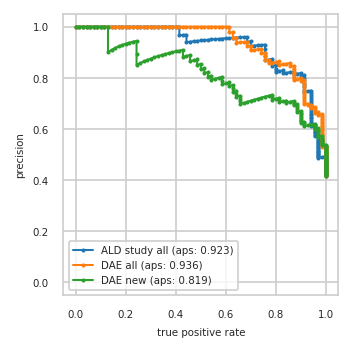 precision
1.0
0.8
0.6
0.4
0.2
0.0
ALD study all (aps: 0.923)
DAE all (aps: 0.936)
DAE new (aps: 0.819)
0.0 0.2 0.4 0.6 0.8 1.0
true positive rate